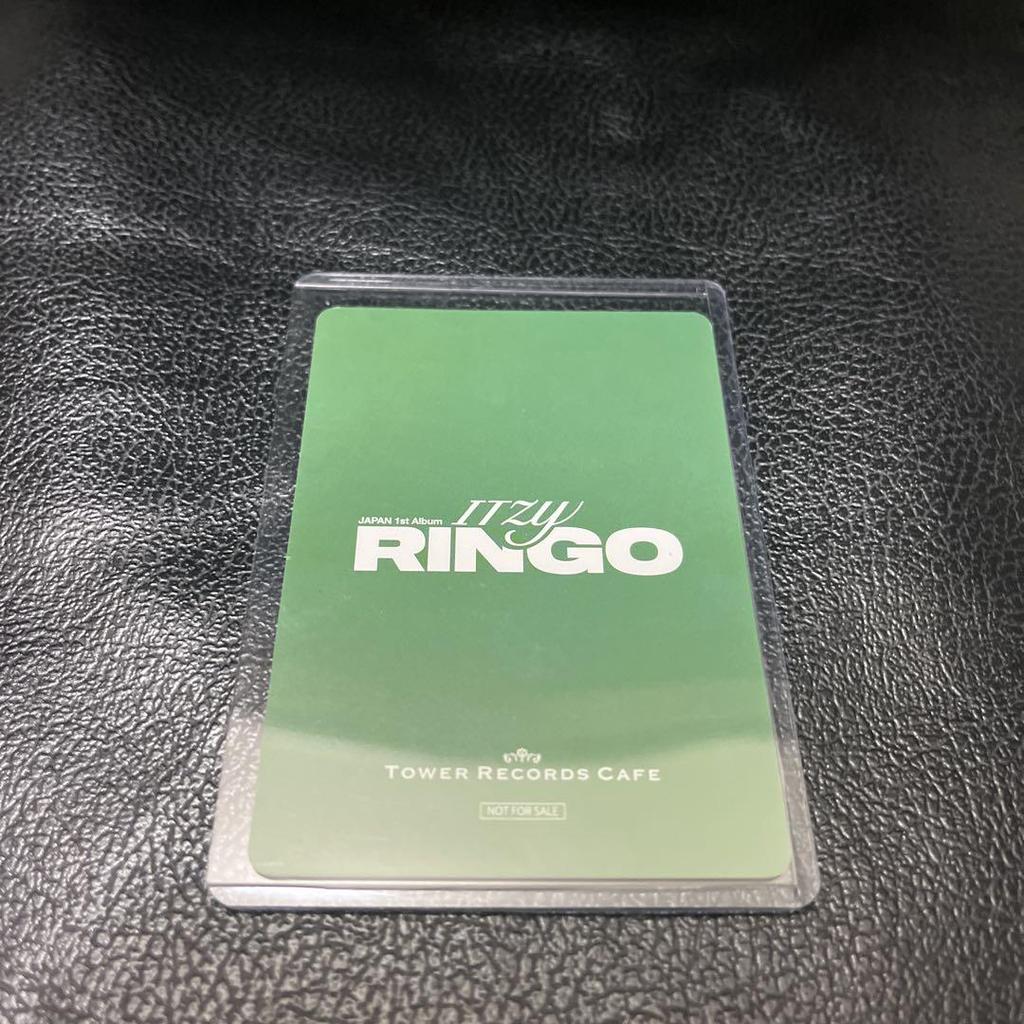 ITZY
JAPAN 1st Album
RINGO
TOWER RECORDS CAFE
NOT FOR SALE